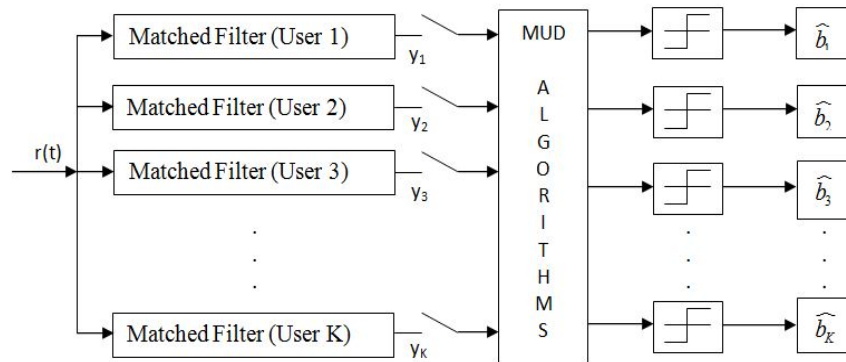 Matched Filter (User 1)
y₁
MUD
b̂₁
Matched Filter (User 2)
y₂
b̂₂
r(t)
Matched Filter (User 3)
y₃
b̂₃
A
L
G
O
R
I
T
H
M
S
.
.
.
.
.
.
.
.
.
Matched Filter (User K)
yK
b̂K